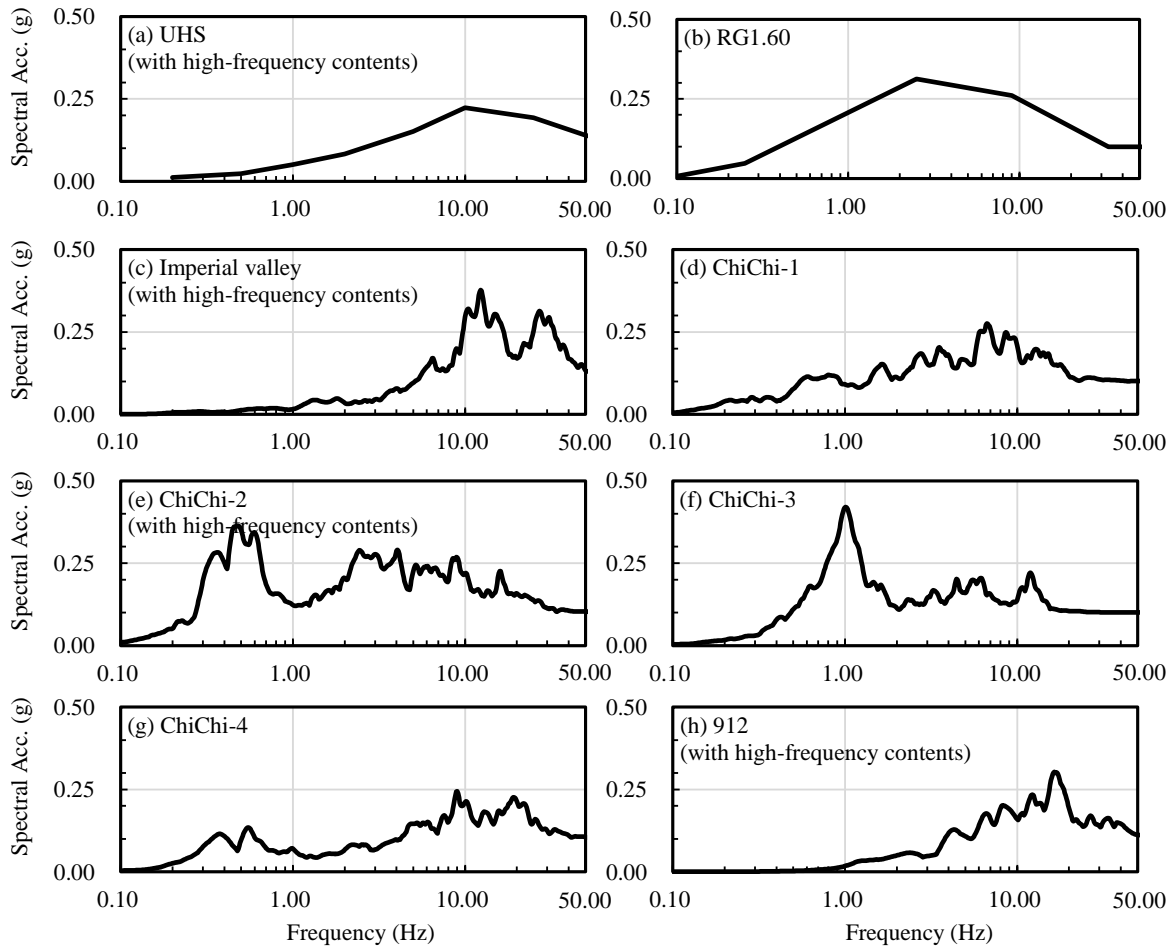 0.50
0.25
0.00
Spectral Acc. (g)
(a) UHS
(with high-frequency contents)
0.10 1.00 10.00 50.00
0.50
0.25
0.00
(b) RG1.60
0.10 1.00 10.00 50.00
0.50
0.25
0.00
Spectral Acc. (g)
(c) Imperial valley
(with high-frequency contents)
0.10 1.00 10.00 50.00
0.50
0.25
0.00
(d) ChiChi-1
0.10 1.00 10.00 50.00
0.50
0.25
0.00
Spectral Acc. (g)
(e) ChiChi-2
(with high-frequency contents)
0.10 1.00 10.00 50.00
0.50
0.25
0.00
(f) ChiChi-3
0.10 1.00 10.00 50.00
0.50
0.25
0.00
Spectral Acc. (g)
(g) ChiChi-4
0.10 1.00 10.00 50.00
Frequency (Hz)
0.50
0.25
0.00
(h) 912
(with high-frequency contents)
0.10 1.00 10.00 50.00
Frequency (Hz)